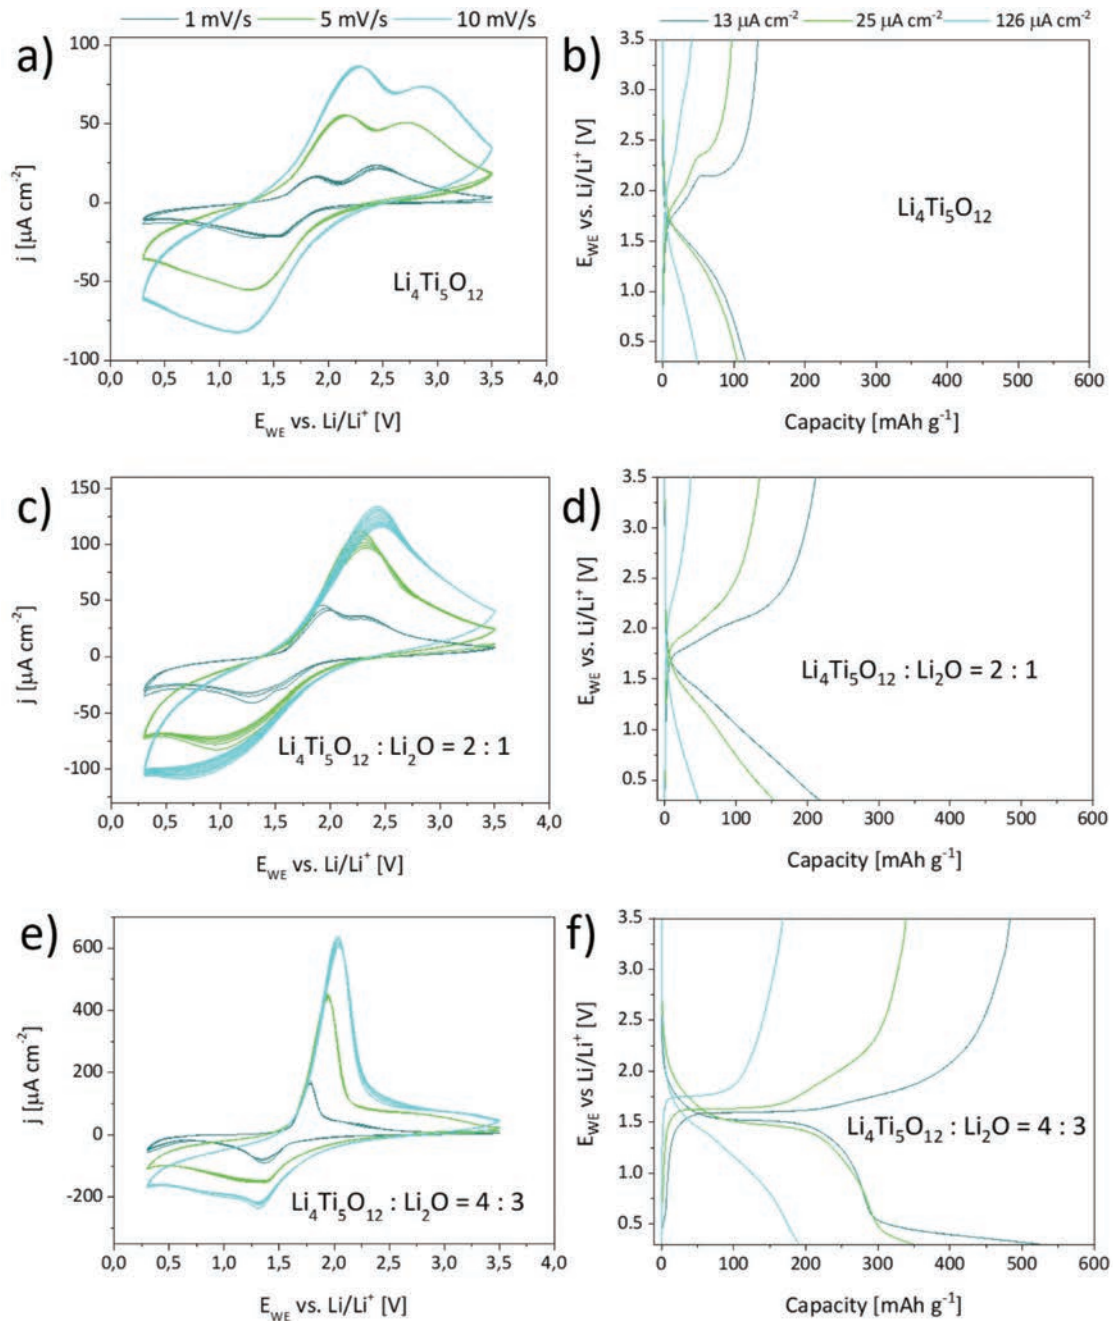 1 mV/s 5 mV/s 10 mV/s
13 µA cm⁻² 25 µA cm⁻² 126 µA cm⁻²
a)
100
50
0
-50
-100
j [µA cm⁻²]
Li₄Ti₅O₁₂
0,0 0,5 1,0 1,5 2,0 2,5 3,0 3,5 4,0
E_WE vs. Li/Li⁺ [V]
b)
3.5
3.0
2.5
2.0
1.5
1.0
0.5
E_WE vs. Li/Li⁺ [V]
Li₄Ti₅O₁₂
0 100 200 300 400 500 600
Capacity [mAh g⁻¹]
c)
150
100
50
0
-50
-100
j [µA cm⁻²]
Li₄Ti₅O₁₂ : Li₂O = 2 : 1
0,0 0,5 1,0 1,5 2,0 2,5 3,0 3,5 4,0
E_WE vs. Li/Li⁺ [V]
d)
3.5
3.0
2.5
2.0
1.5
1.0
0.5
E_WE vs. Li/Li⁺ [V]
Li₄Ti₅O₁₂ : Li₂O = 2 : 1
0 100 200 300 400 500 600
Capacity [mAh g⁻¹]
e)
600
400
200
0
-200
j [µA cm⁻²]
Li₄Ti₅O₁₂ : Li₂O = 4 : 3
0,0 0,5 1,0 1,5 2,0 2,5 3,0 3,5 4,0
E_WE vs. Li/Li⁺ [V]
f)
3.5
3.0
2.5
2.0
1.5
1.0
0.5
E_WE vs Li/Li⁺ [V]
Li₄Ti₅O₁₂ : Li₂O = 4 : 3
0 100 200 300 400 500 600
Capacity [mAh g⁻¹]